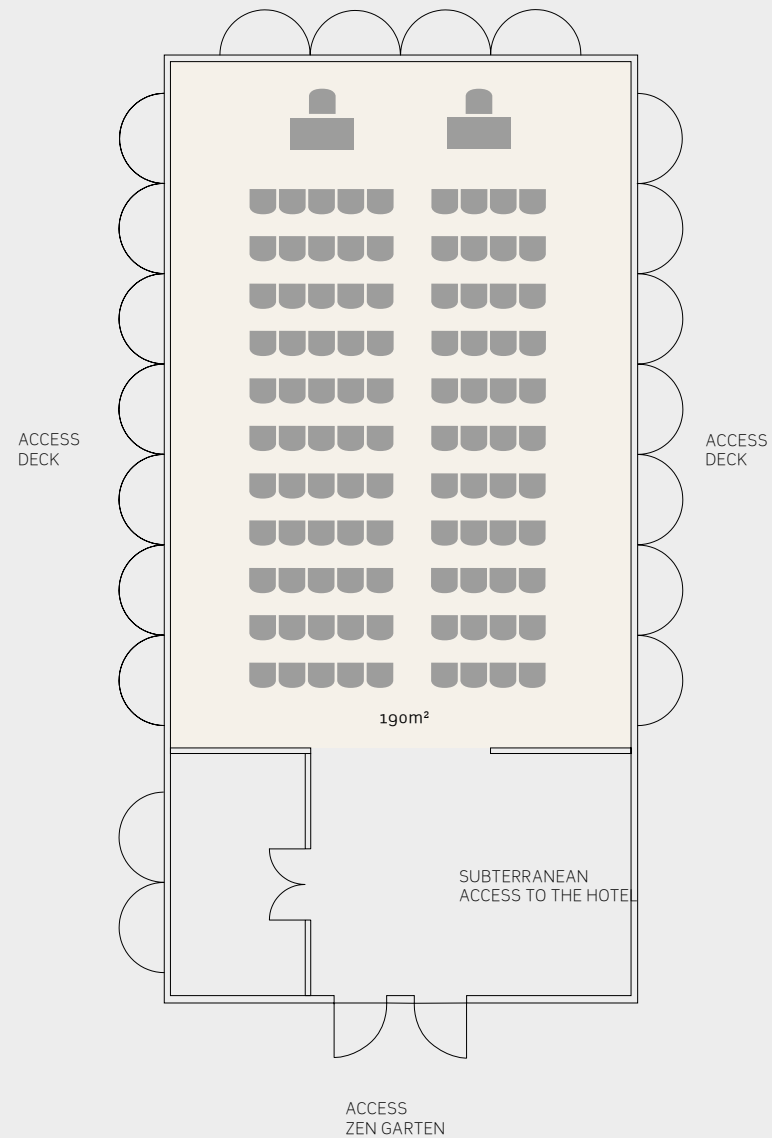 ACCESS
DECK
ACCESS
DECK
190m²
SUBTERRANEAN
ACCESS TO THE HOTEL
ACCESS
ZEN GARTEN